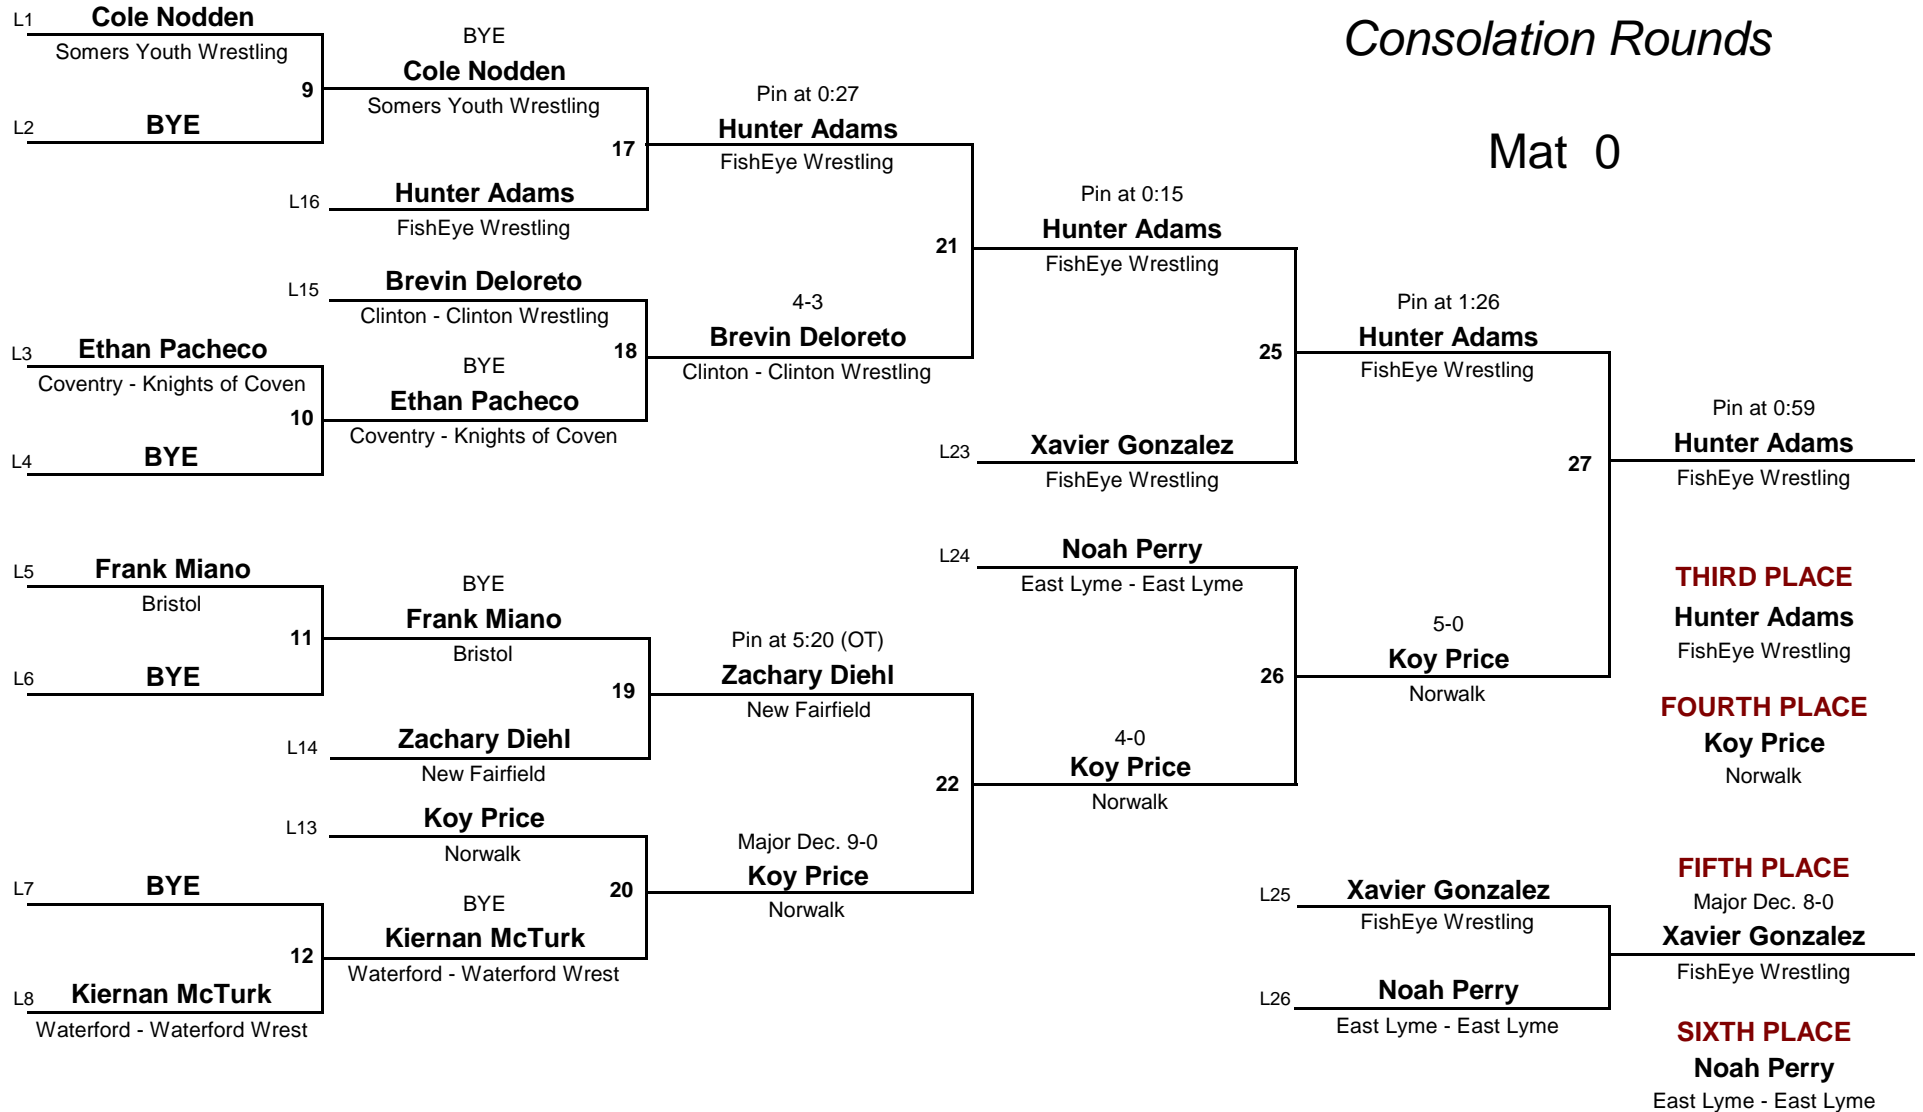 Consolation Rounds
Mat 0
L1
Cole Nodden
Somers Youth Wrestling
9
L2
BYE
L3
Ethan Pacheco
Coventry - Knights of Coven
10
L4
BYE
L5
Frank Miano
Bristol
11
L6
BYE
L7
BYE
12
L8
Kiernan McTurk
Waterford - Waterford Wrest
BYE
Cole Nodden
Somers Youth Wrestling
17
L16
Hunter Adams
FishEye Wrestling
L15
Brevin Deloreto
Clinton - Clinton Wrestling
18
BYE
Ethan Pacheco
Coventry - Knights of Coven
BYE
Frank Miano
Bristol
19
L14
Zachary Diehl
New Fairfield
L13
Koy Price
Norwalk
20
BYE
Kiernan McTurk
Waterford - Waterford Wrest
Pin at 0:27
Hunter Adams
FishEye Wrestling
21
4-3
Brevin Deloreto
Clinton - Clinton Wrestling
Pin at 5:20 (OT)
Zachary Diehl
New Fairfield
22
Major Dec. 9-0
Koy Price
Norwalk
Pin at 0:15
Hunter Adams
FishEye Wrestling
25
L23
Xavier Gonzalez
FishEye Wrestling
L24
Noah Perry
East Lyme - East Lyme
26
4-0
Koy Price
Norwalk
Pin at 1:26
Hunter Adams
FishEye Wrestling
27
5-0
Koy Price
Norwalk
L25
Xavier Gonzalez
FishEye Wrestling
L26
Noah Perry
East Lyme - East Lyme
Pin at 0:59
Hunter Adams
FishEye Wrestling
THIRD PLACE
Hunter Adams
FishEye Wrestling
FOURTH PLACE
Koy Price
Norwalk
FIFTH PLACE
Major Dec. 8-0
Xavier Gonzalez
FishEye Wrestling
SIXTH PLACE
Noah Perry
East Lyme - East Lyme